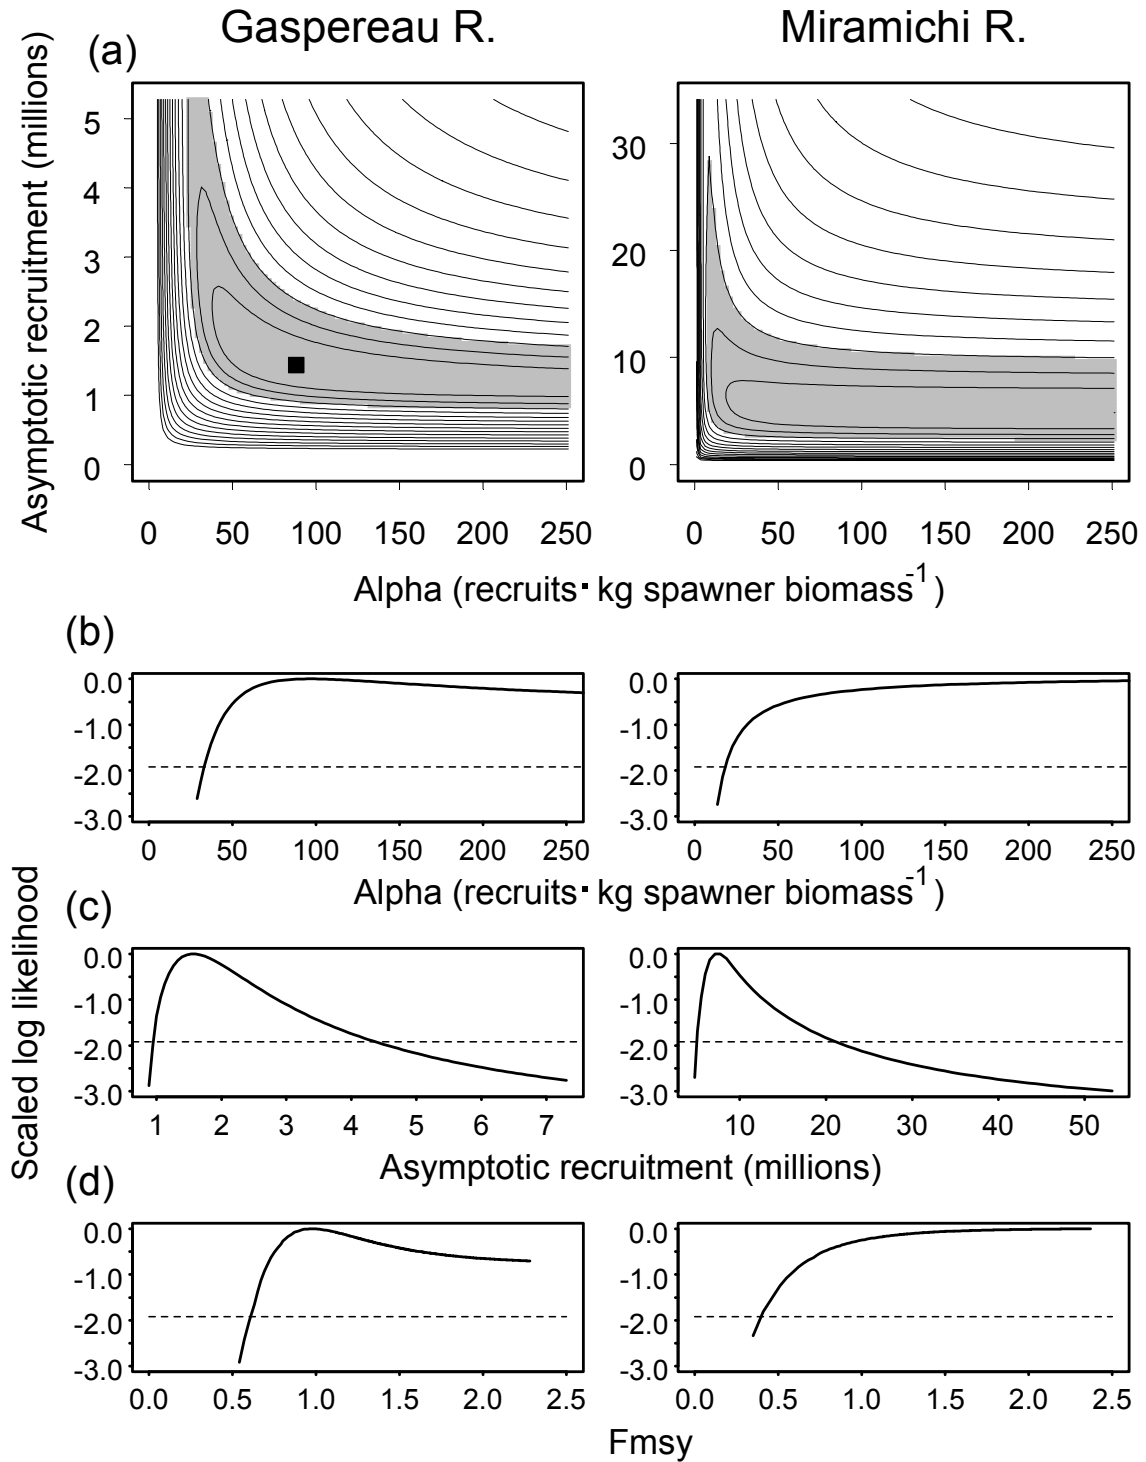 Gaspereau R.
Miramichi R.
(a)
Asymptotic recruitment (millions)
5
4
3
2
1
0
30
20
10
0
0 50 100 150 200 250
0 50 100 150 200 250
Alpha (recruits· kg spawner biomass-1)
(b)
0.0
-1.0
-2.0
-3.0
0.0
-1.0
-2.0
-3.0
0 50 100 150 200 250
0 50 100 150 200 250
Alpha (recruits· kg spawner biomass-1)
Scaled log likelihood
(c)
0.0
-1.0
-2.0
-3.0
0.0
-1.0
-2.0
-3.0
1 2 3 4 5 6 7
10 20 30 40 50
Asymptotic recruitment (millions)
(d)
0.0
-1.0
-2.0
-3.0
0.0
-1.0
-2.0
-3.0
0.0 0.5 1.0 1.5 2.0 2.5
0.0 0.5 1.0 1.5 2.0 2.5
Fmsy